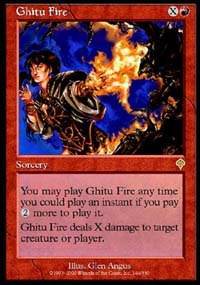 Ghitu Fire X
Sorcery
You may play Ghitu Fire any time
you could play an instant if you pay
2 more to play it.
Ghitu Fire deals X damage to target
creature or player.
Illus. Glen Angus